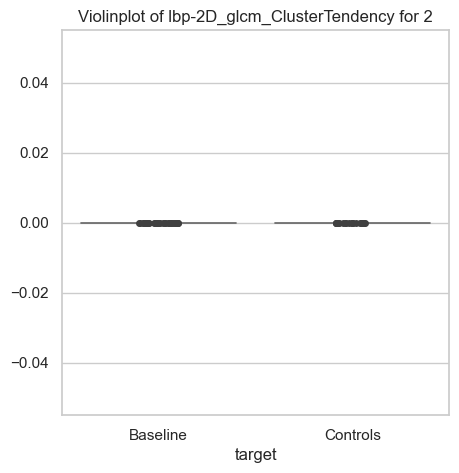 Violinplot of lbp-2D_glcm_ClusterTendency for 2
0.04
0.02
0.00
−0.02
−0.04
Baseline
Controls
target